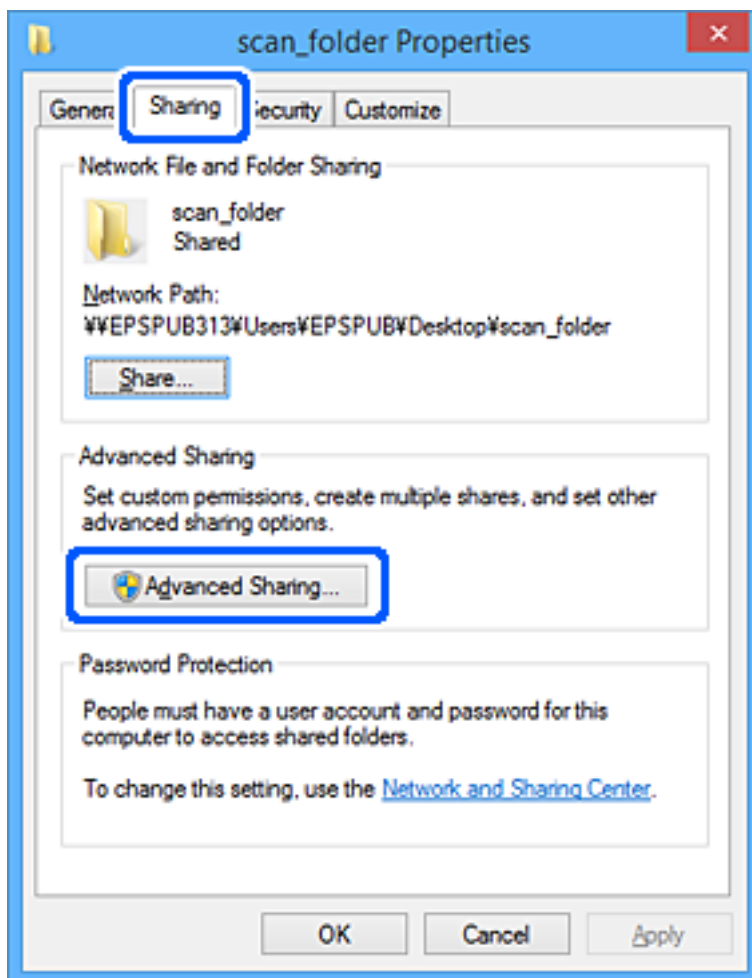 scan_folder Properties
Sharing
Customize
Network File and Folder Sharing
scan_folder
Shared
Network Path:
¥¥EPSPUB313¥Users¥EPSPUB¥Desktop¥scan_folder
Share...
Advanced Sharing
Set custom permissions, create multiple shares, and set other
advanced sharing options.
Advanced Sharing...
Password Protection
People must have a user account and password for this
computer to access shared folders.
To change this setting, use the Network and Sharing Center.
OK Cancel Apply